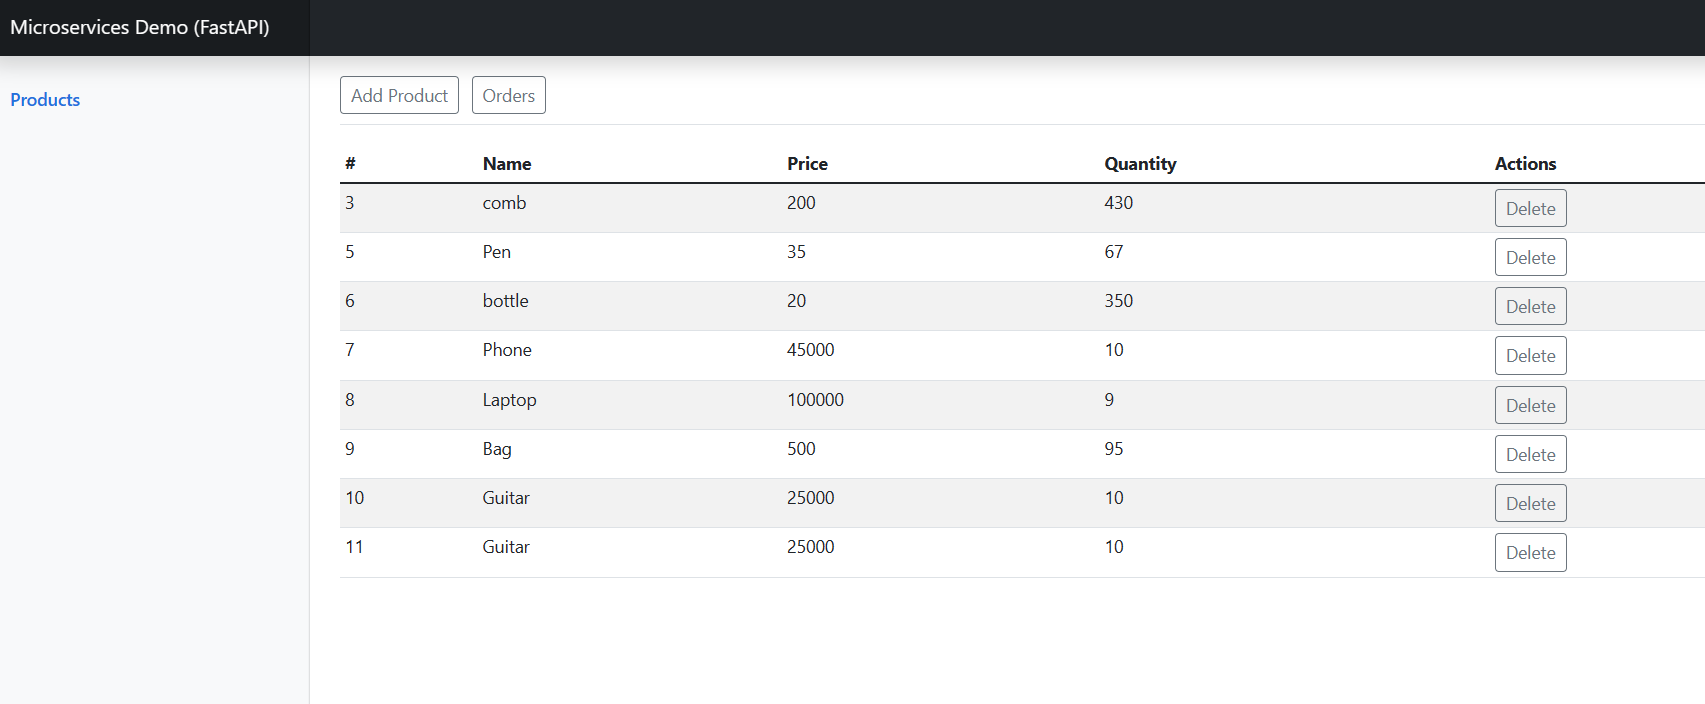 Microservices Demo (FastAPI)
Products
Add Product Orders
# Name Price Quantity Actions
3 comb 200 430 Delete
5 Pen 35 67 Delete
6 bottle 20 350 Delete
7 Phone 45000 10 Delete
8 Laptop 100000 9 Delete
9 Bag 500 95 Delete
10 Guitar 25000 10 Delete
11 Guitar 25000 10 Delete